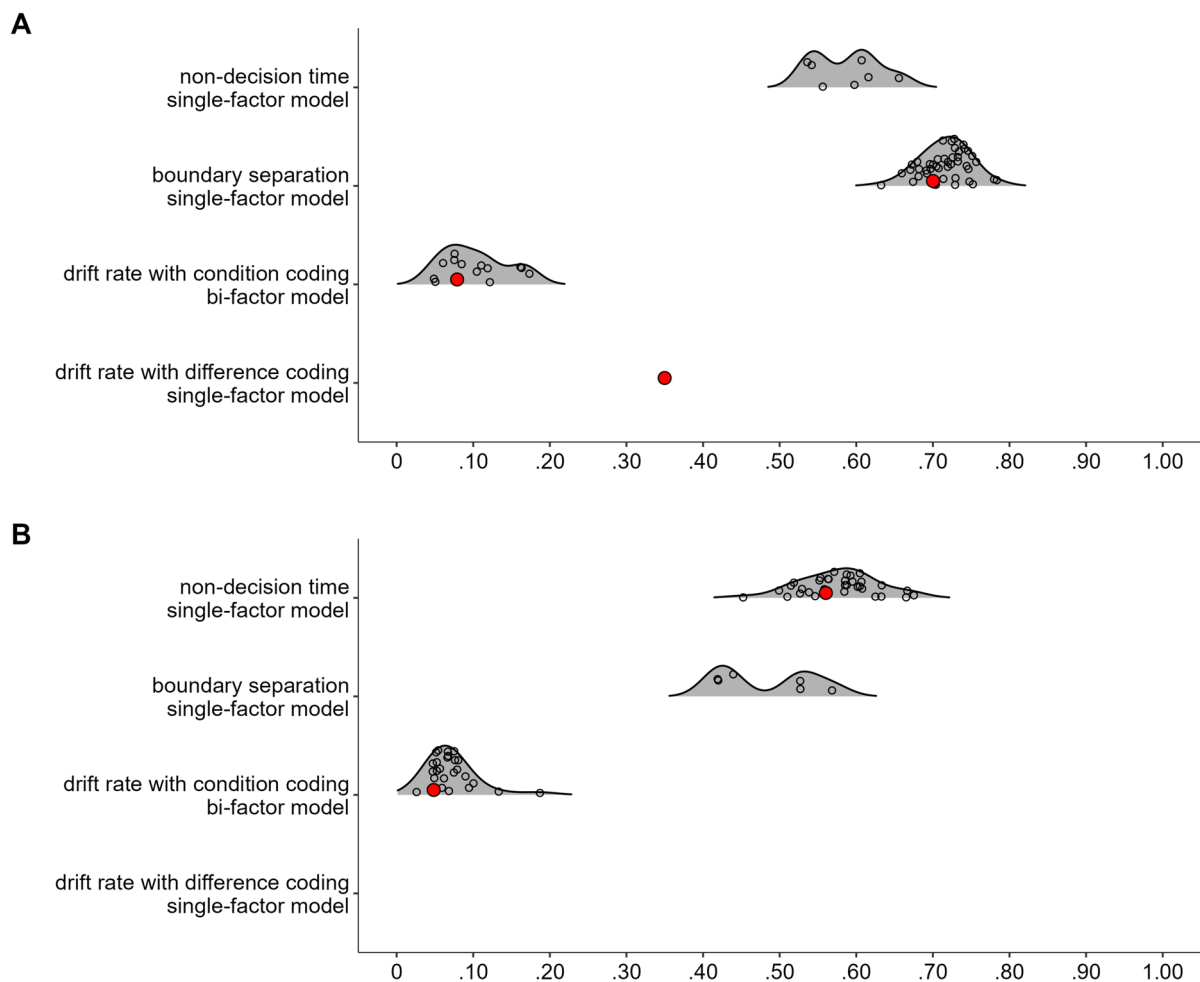 A
non-decision time
single-factor model
boundary separation
single-factor model
drift rate with condition coding
bi-factor model
drift rate with difference coding
single-factor model
0 .10 .20 .30 .40 .50 .60 .70 .80 .90 1.00
B
non-decision time
single-factor model
boundary separation
single-factor model
drift rate with condition coding
bi-factor model
drift rate with difference coding
single-factor model
0 .10 .20 .30 .40 .50 .60 .70 .80 .90 1.00